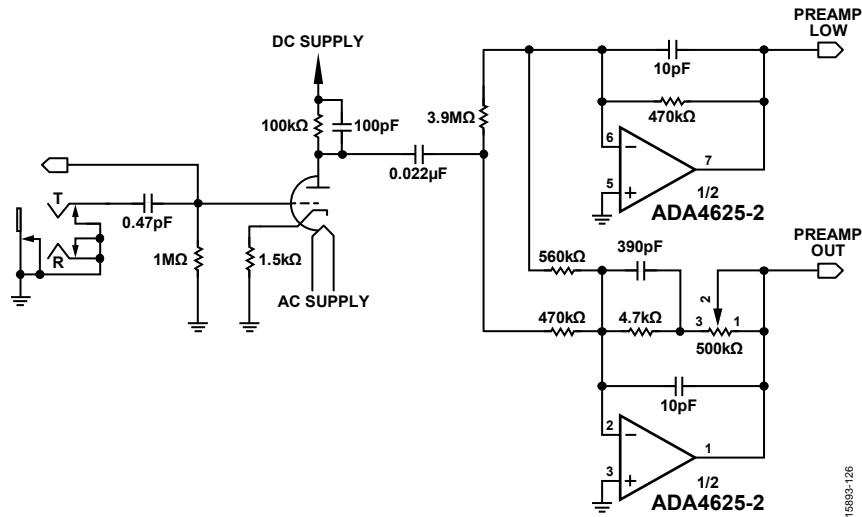 PREAMP
LOW
DC SUPPLY
10pF
100kΩ
100pF
3.9MΩ
470kΩ
6
7
5
0.022µF
1/2
ADA4625-2
T
0.47pF
R
1MΩ
1.5kΩ
AC SUPPLY
PREAMP
OUT
390pF
560kΩ
2
470kΩ
4.7kΩ
3
1
500kΩ
10pF
2
1
3
1/2
ADA4625-2
15893-126